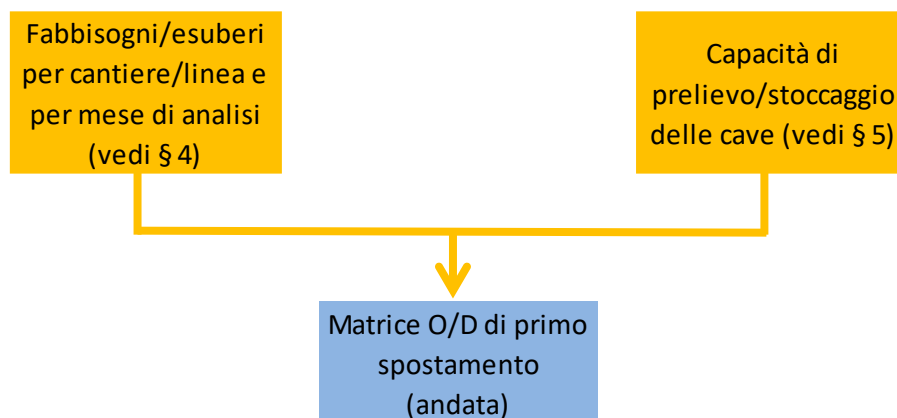 Fabbisogni/esuberi
per cantiere/linea e
per mese di analisi
(vedi § 4)
Capacità di
prelievo/stoccaggio
delle cave (vedi § 5)
Matrice O/D di primo
spostamento
(andata)